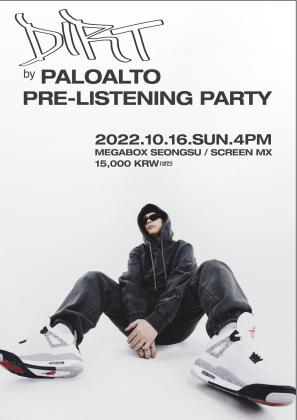 DIRT
by PALOALTO
PRE-LISTENING PARTY
2022.10.16.SUN.4PM
MEGABOX SEONGSU / SCREEN MX
15,000 KRW